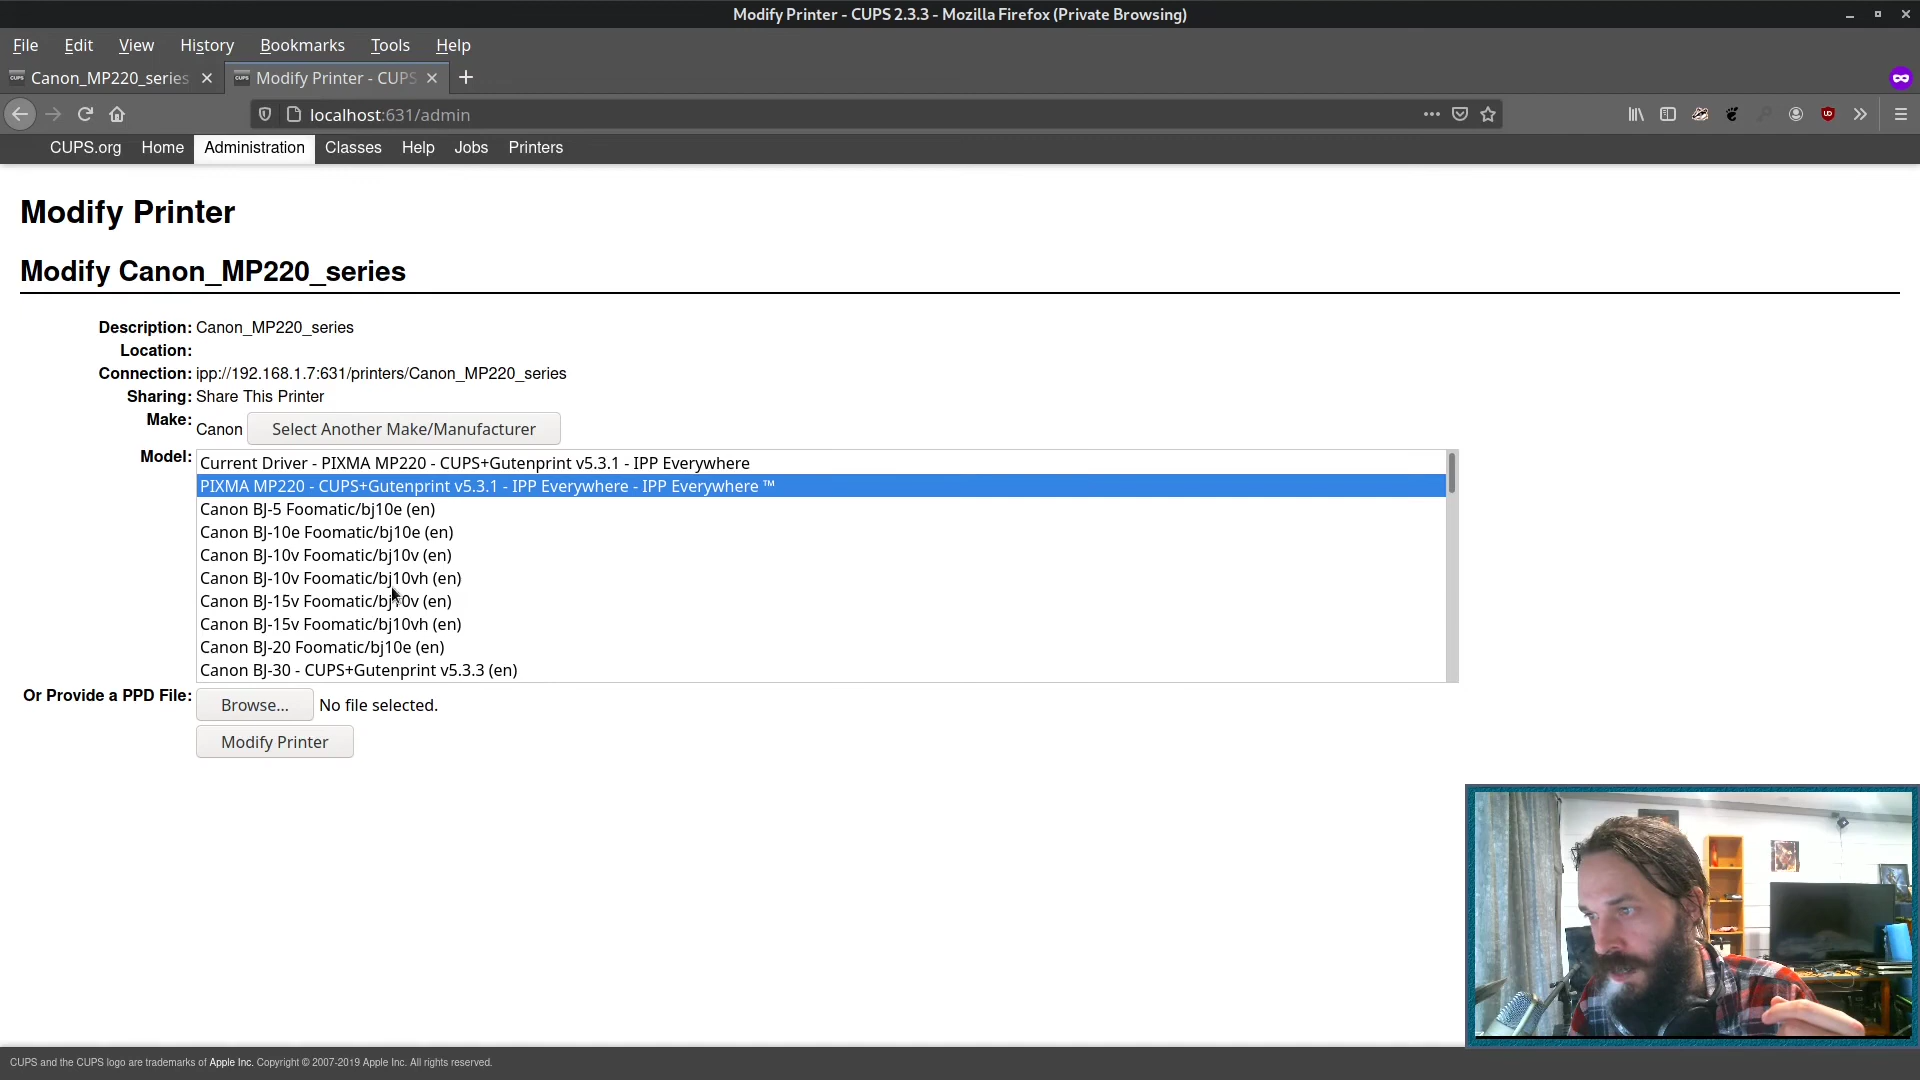 Modify Printer - CUPS 2.3.3 - Mozilla Firefox (Private Browsing)
File Edit View History Bookmarks Tools Help
Canon_MP220_series
Modify Printer - CUPS
localhost:631/admin
CUPS.org Home Administration Classes Help Jobs Printers
Modify Printer
Modify Canon_MP220_series
Description: Canon_MP220_series
Location:
Connection: ipp://192.168.1.7:631/printers/Canon_MP220_series
Sharing: Share This Printer
Make: Canon Select Another Make/Manufacturer
Model: Current Driver - PIXMA MP220 - CUPS+Gutenprint v5.3.1 - IPP Everywhere
PIXMA MP220 - CUPS+Gutenprint v5.3.1 - IPP Everywhere - IPP Everywhere ™
Canon BJ-5 Foomatic/bj10e (en)
Canon BJ-10e Foomatic/bj10e (en)
Canon BJ-10v Foomatic/bj10v (en)
Canon BJ-10v Foomatic/bj10vh (en)
Canon BJ-15v Foomatic/bj10v (en)
Canon BJ-15v Foomatic/bj10vh (en)
Canon BJ-20 Foomatic/bj10e (en)
Canon BJ-30 - CUPS+Gutenprint v5.3.3 (en)
Or Provide a PPD File: Browse... No file selected.
Modify Printer
CUPS and the CUPS logo are trademarks of Apple Inc. Copyright © 2007-2019 Apple Inc. All rights reserved.